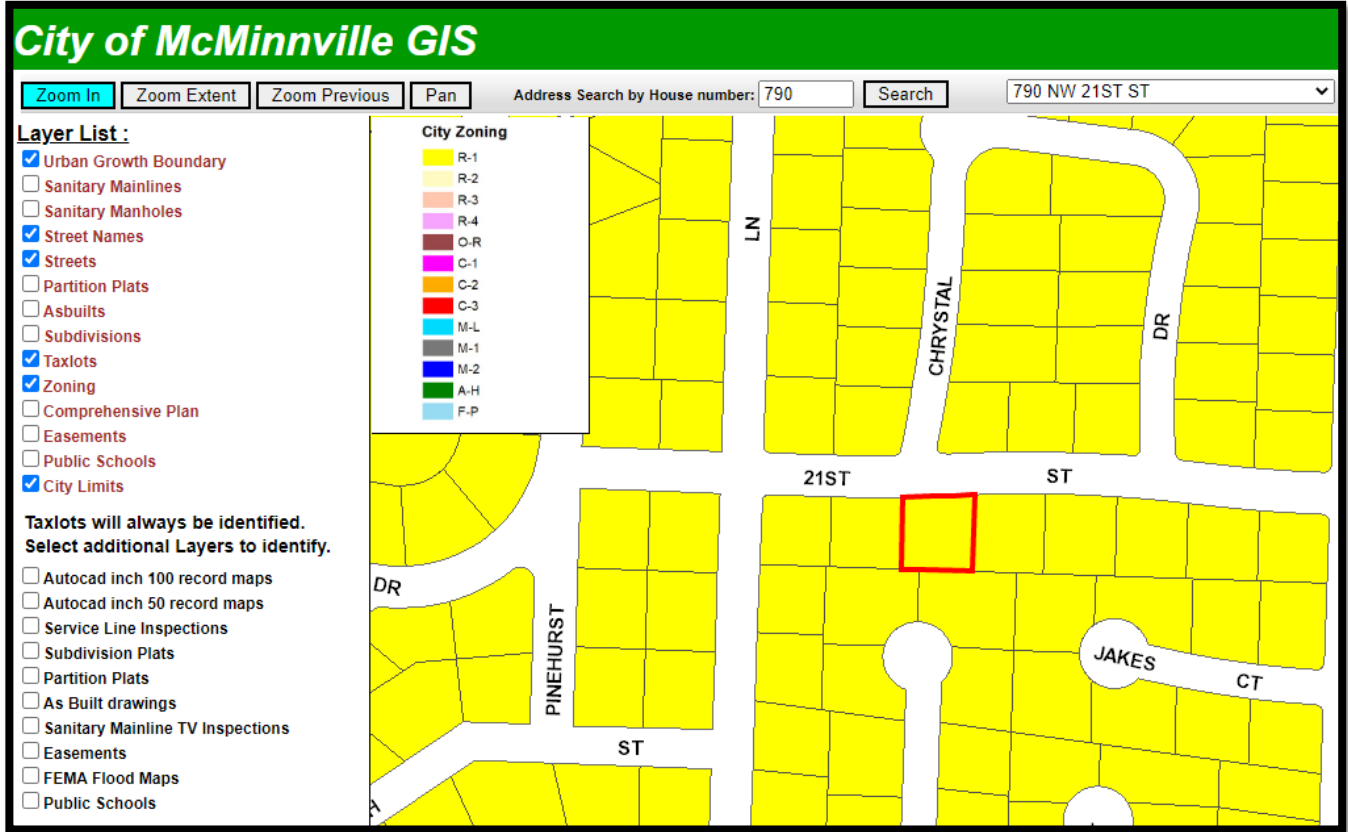 City of McMinnville GIS
Zoom In Zoom Extent Zoom Previous Pan Address Search by House number: 790 Search 790 NW 21ST ST
Layer List :
Urban Growth Boundary
Sanitary Mainlines
Sanitary Manholes
Street Names
Streets
Partition Plats
Asbuilts
Subdivisions
Taxlots
Zoning
Comprehensive Plan
Easements
Public Schools
City Limits
Taxlots will always be identified.
Select additional Layers to identify.
Autocad inch 100 record maps
Autocad inch 50 record maps
Service Line Inspections
Subdivision Plats
Partition Plats
As Built drawings
Sanitary Mainline TV Inspections
Easements
FEMA Flood Maps
Public Schools
City Zoning
R-1
R-2
R-3
R-4
O-R
C-1
C-2
C-3
M-L
M-1
M-2
A-H
F-P
LN
CHRYSTAL
DR
21ST ST
DR
PINEHURST
JAKES CT
ST